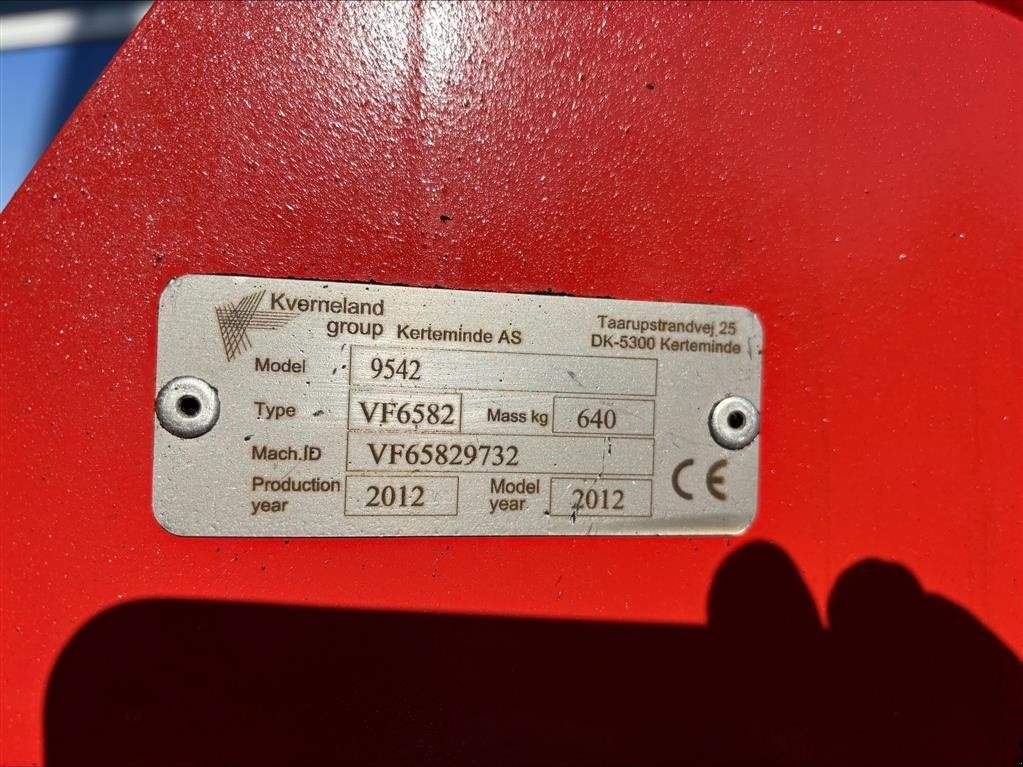 Kverneland
group Kerteminde AS
Taarupstrandvej 25
DK-5300 Kerteminde
Model 9542
Type VF6582 Mass kg 640
Mach.ID VF65829732
Production year 2012 Model year 2012
CE